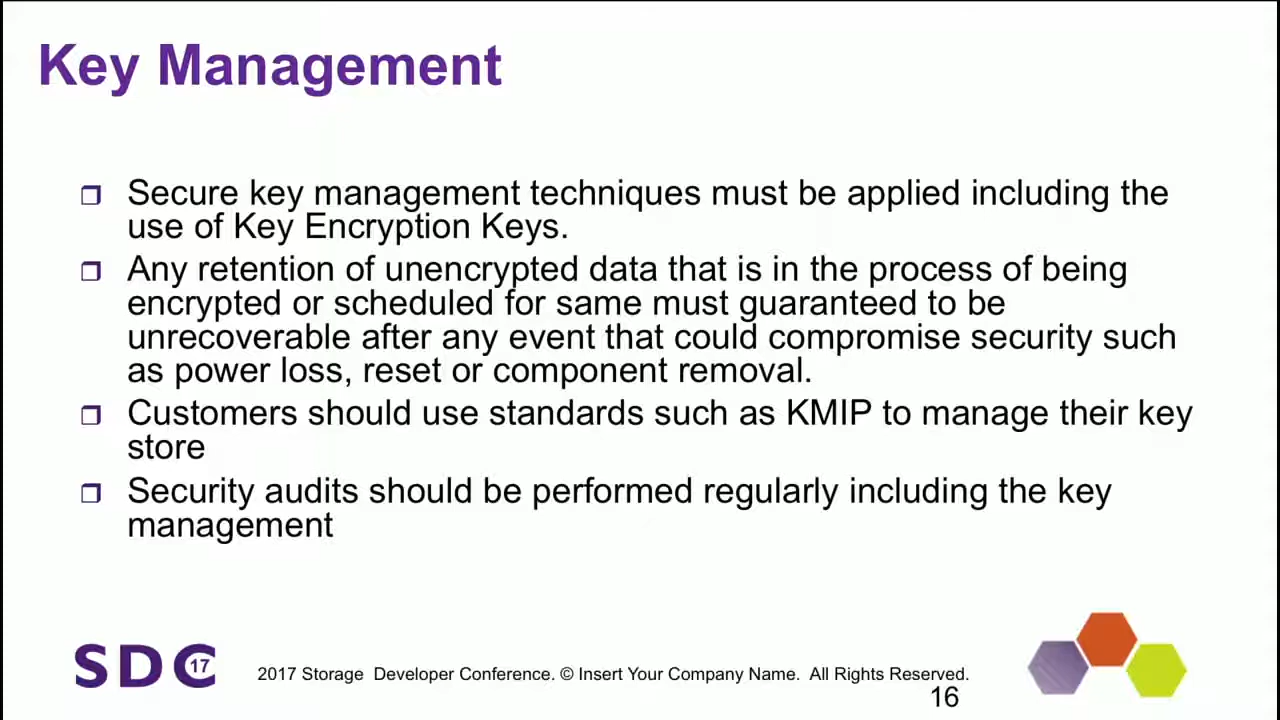 Key Management
Secure key management techniques must be applied including the
use of Key Encryption Keys.
Any retention of unencrypted data that is in the process of being
encrypted or scheduled for same must guaranteed to be
unrecoverable after any event that could compromise security such
as power loss, reset or component removal.
Customers should use standards such as KMIP to manage their key
store
Security audits should be performed regularly including the key
management
SDC 17
2017 Storage Developer Conference. © Insert Your Company Name. All Rights Reserved.
16